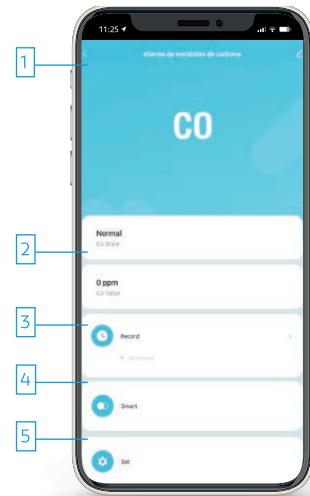 11:25
1
Alarma de monóxido de carbono
CO
Normal
Co State
2
0 ppm
Co Value
3
Record
4
Smart
5
Set